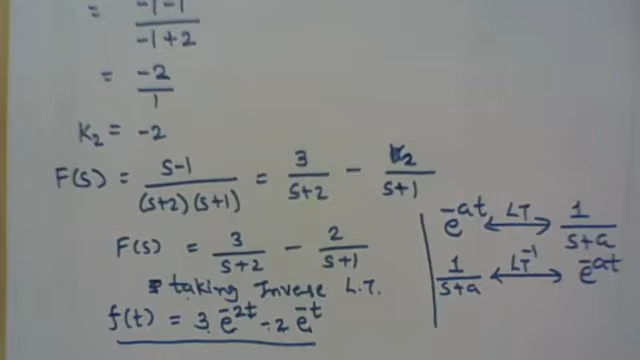 = -1-1 / -1+2
= -2 / 1
K₂ = -2
F(s) = s-1 / (s+2)(s+1) = 3 / s+2 - 2 / s+1
F(s) = 3 / s+2 - 2 / s+1
taking Inverse L.T.
f(t) = 3 e^-2t - 2 e^-t
e^-at ⟷ LT 1 / s+a
1 / s+a ⟷ LT^-1 e^-at